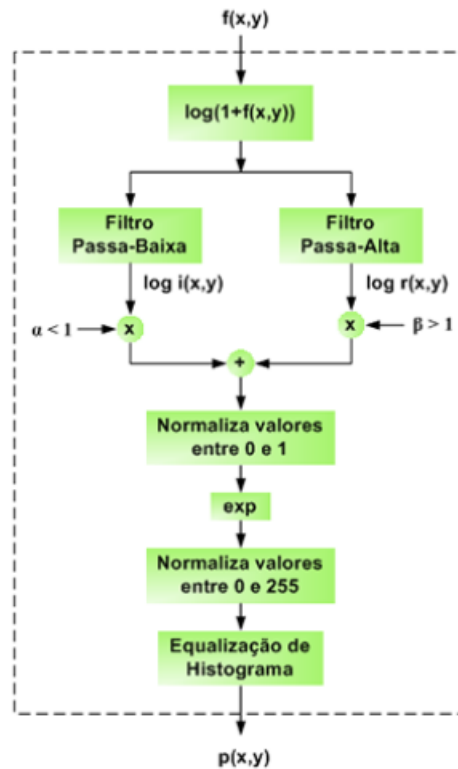 f(x,y)
log(1+f(x,y))
Filtro
Passa-Baixa
Filtro
Passa-Alta
log i(x,y)
log r(x,y)
α < 1
x
x
β > 1
+
Normaliza valores
entre 0 e 1
exp
Normaliza valores
entre 0 e 255
Equalização de
Histograma
p(x,y)